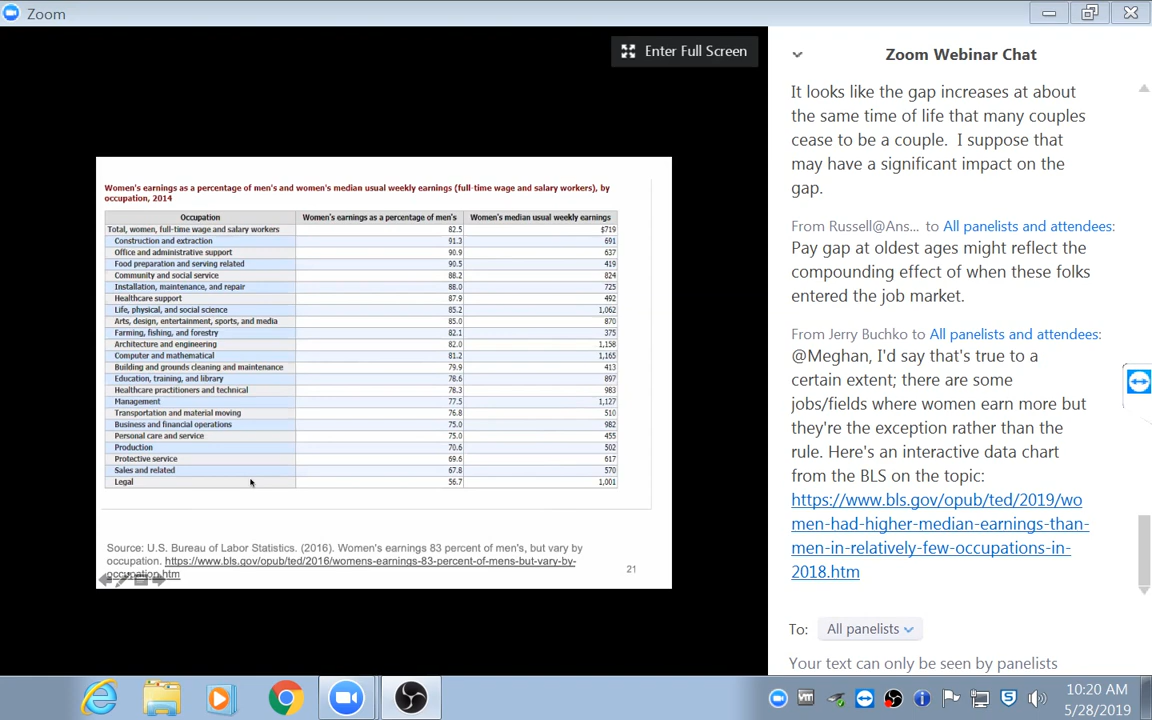 Zoom
Enter Full Screen
Women's earnings as a percentage of men's and women's median usual weekly earnings (full-time wage and salary workers), by
occupation, 2014
Occupation Women's earnings as a percentage of men's Women's median usual weekly earnings
Total, women, full-time wage and salary workers 82.5 $719
Construction and extraction 91.3 691
Office and administrative support 90.9 637
Food preparation and serving related 90.5 419
Community and social service 88.2 824
Installation, maintenance, and repair 88.0 725
Healthcare support 87.9 492
Life, physical, and social science 85.2 1,062
Arts, design, entertainment, sports, and media 85.0 870
Farming, fishing, and forestry 82.1 375
Architecture and engineering 82.0 1,158
Computer and mathematical 81.2 1,165
Building and grounds cleaning and maintenance 79.9 413
Education, training, and library 78.6 897
Healthcare practitioners and technical 78.3 983
Management 77.5 1,127
Transportation and material moving 76.8 510
Business and financial operations 75.0 982
Personal care and service 75.0 455
Production 70.6 502
Protective service 69.6 617
Sales and related 67.8 570
Legal 56.7 1,001
Source: U.S. Bureau of Labor Statistics. (2016). Women's earnings 83 percent of men's, but vary by
occupation. https://www.bls.gov/opub/ted/2016/womens-earnings-83-percent-of-mens-but-vary-by-
occupation.htm
21
Zoom Webinar Chat
It looks like the gap increases at about
the same time of life that many couples
cease to be a couple. I suppose that
may have a significant impact on the
gap.
From Russell@Ans... to All panelists and attendees:
Pay gap at oldest ages might reflect the
compounding effect of when these folks
entered the job market.
From Jerry Buchko to All panelists and attendees:
@Meghan, I'd say that's true to a
certain extent; there are some
jobs/fields where women earn more but
they're the exception rather than the
rule. Here's an interactive data chart
from the BLS on the topic:
https://www.bls.gov/opub/ted/2019/wo
men-had-higher-median-earnings-than-
men-in-relatively-few-occupations-in-
2018.htm
To: All panelists
Your text can only be seen by panelists
10:20 AM
5/28/2019